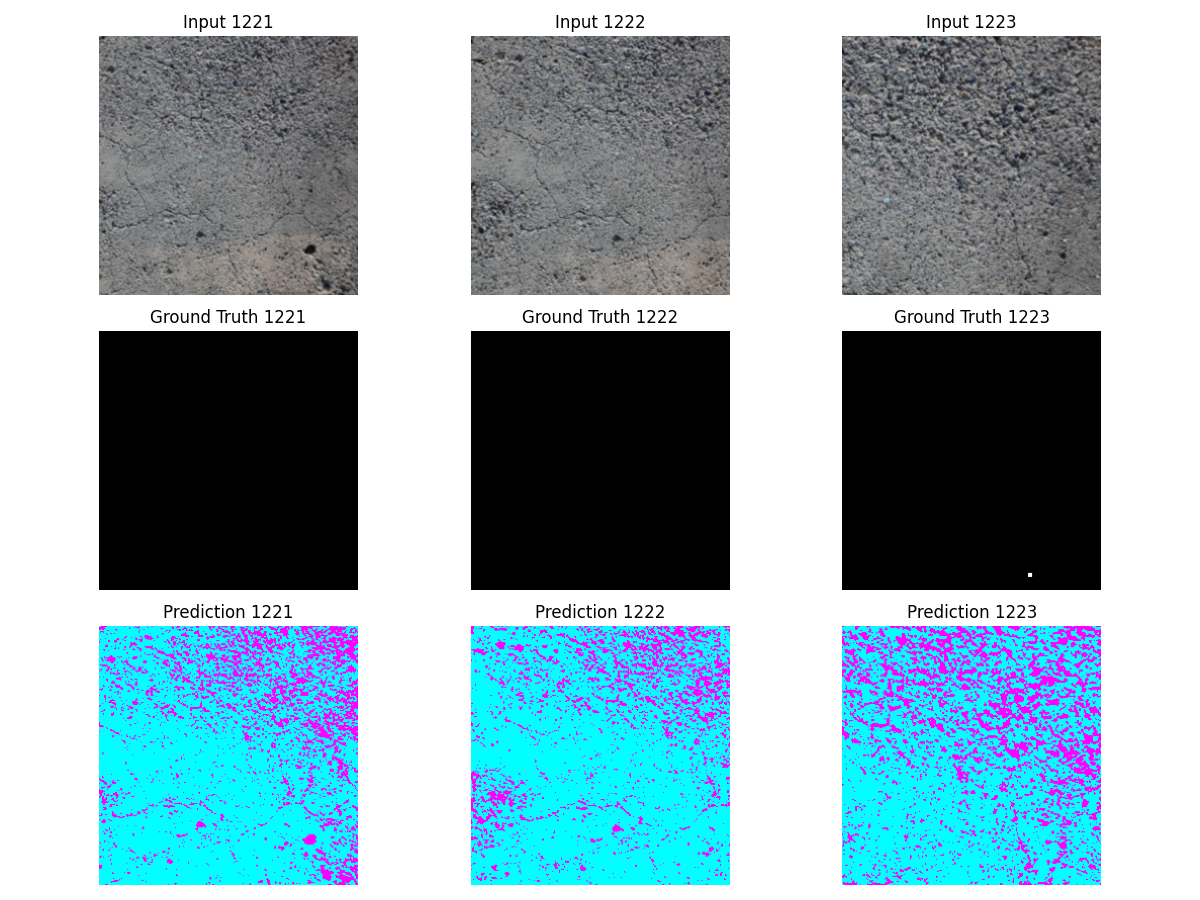 Input 1221
Input 1222
Input 1223
Ground Truth 1221
Ground Truth 1222
Ground Truth 1223
Prediction 1221
Prediction 1222
Prediction 1223